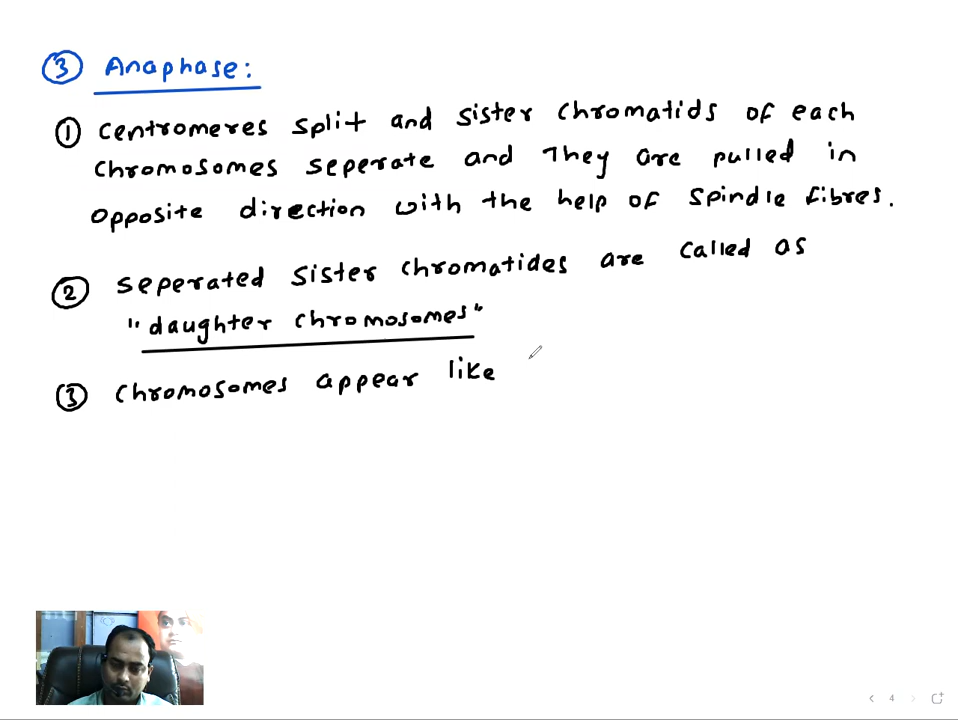 ③ Anaphase:
① Centromeres split and sister chromatids of each
chromosomes seperate and they are pulled in
opposite direction with the help of spindle fibres.
② seperated sister chromatides are called as
"daughter chromosomes"
③ chromosomes appear like
4